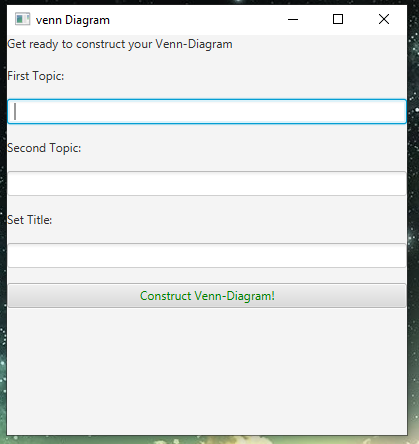 venn Diagram
Get ready to construct your Venn-Diagram
First Topic:
Second Topic:
Set Title:
Construct Venn-Diagram!